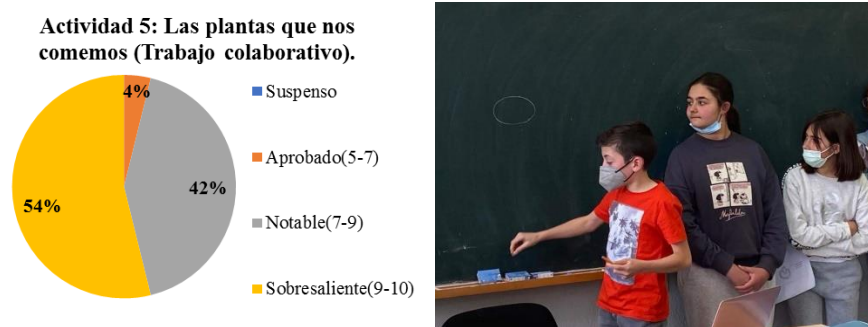 Actividad 5: Las plantas que nos
comemos (Trabajo colaborativo).
4%
42%
54%
Suspenso
Aprobado(5-7)
Notable(7-9)
Sobresaliente(9-10)
Mafalda